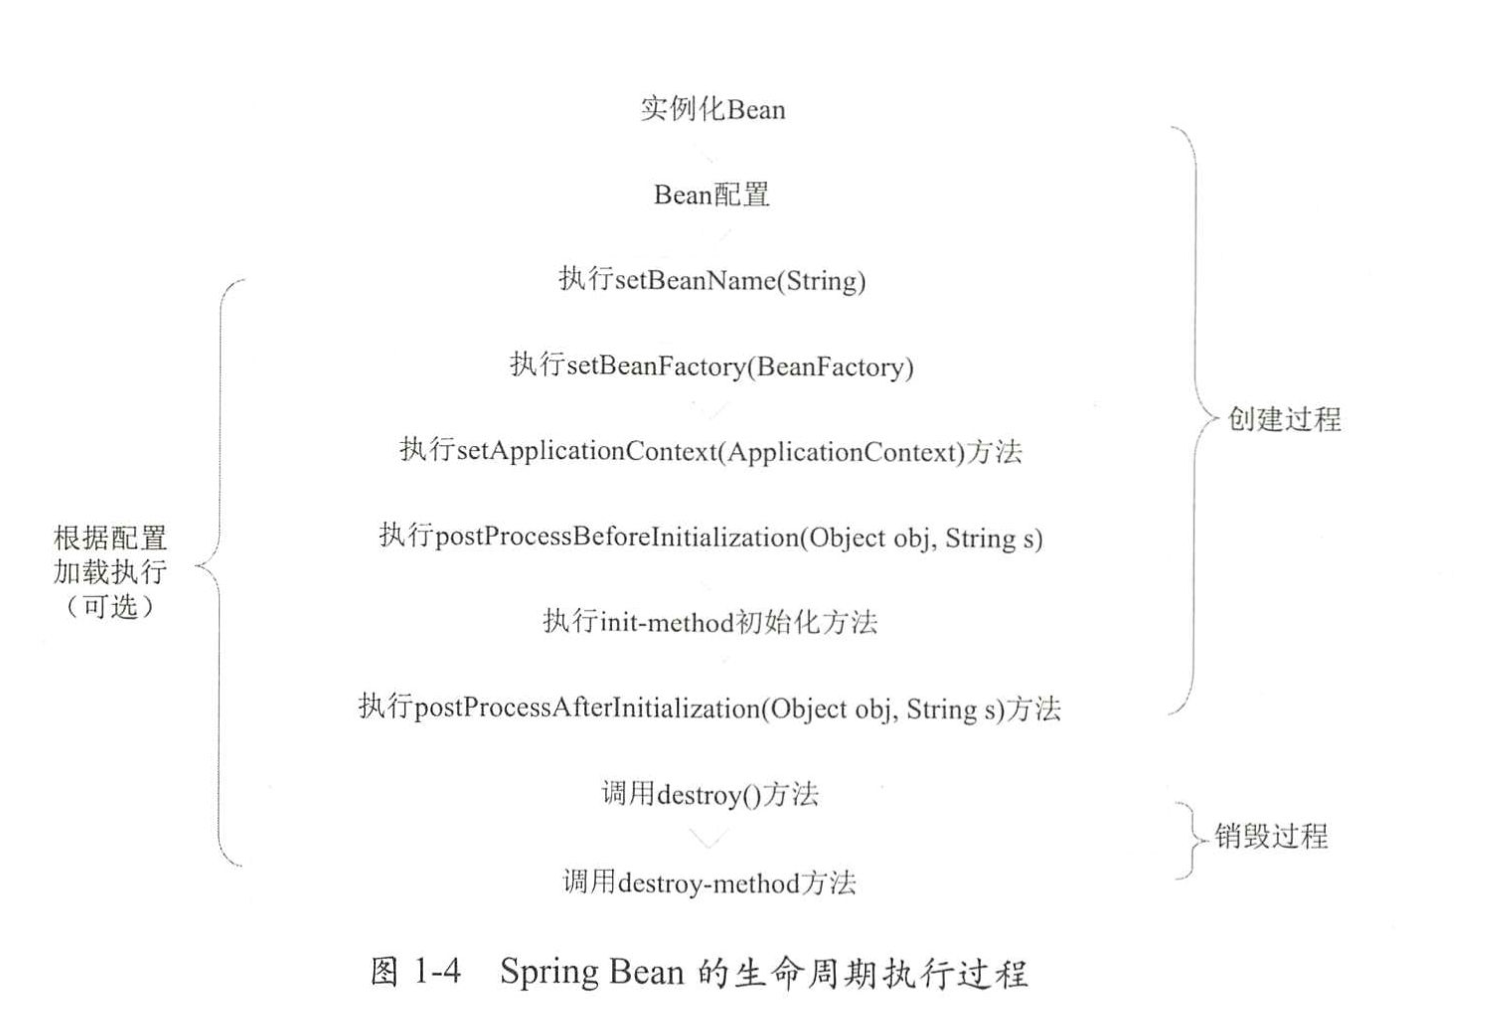 实例化Bean
Bean配置
执行setBeanName(String)
执行setBeanFactory(BeanFactory)
执行setApplicationContext(ApplicationContext)方法
执行postProcessBeforeInitialization(Object obj, String s)
执行init-method初始化方法
执行postProcessAfterInitialization(Object obj, String s)方法
调用destroy()方法
调用destroy-method方法
根据配置
加载执行
（可选）
创建过程
销毁过程
图 1-4 Spring Bean 的生命周期执行过程